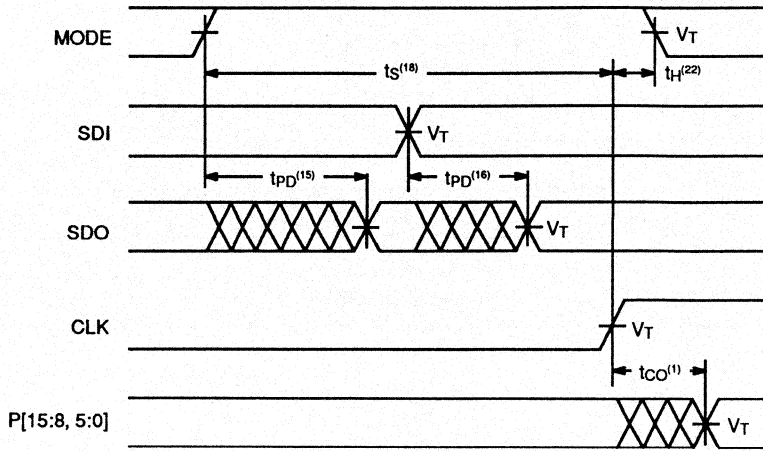 MODE
VT
tS(18)
tH(22)
SDI
VT
tPD(15)
tPD(16)
SDO
VT
CLK
VT
tCO(1)
P[15:8, 5:0]
VT